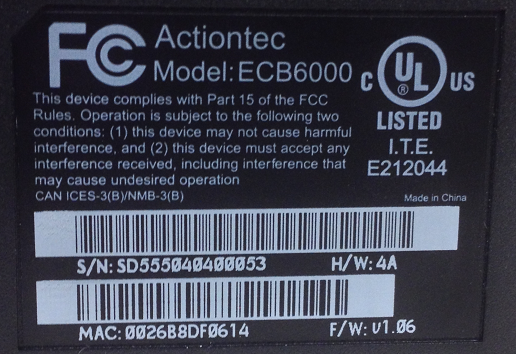 FC Actiontec
Model: ECB6000
C UL ® US
LISTED
I.T.E.
E212044
This device complies with Part 15 of the FCC
Rules. Operation is subject to the following two
conditions: (1) this device may not cause harmful
interference, and (2) this device must accept any
interference received, including interference that
may cause undesired operation
CAN ICES-3(B)/NMB-3(B)
Made in China
S/N: SD555040400053 H/W: 4A
MAC: 0026B8DF0614 F/W: v1.06